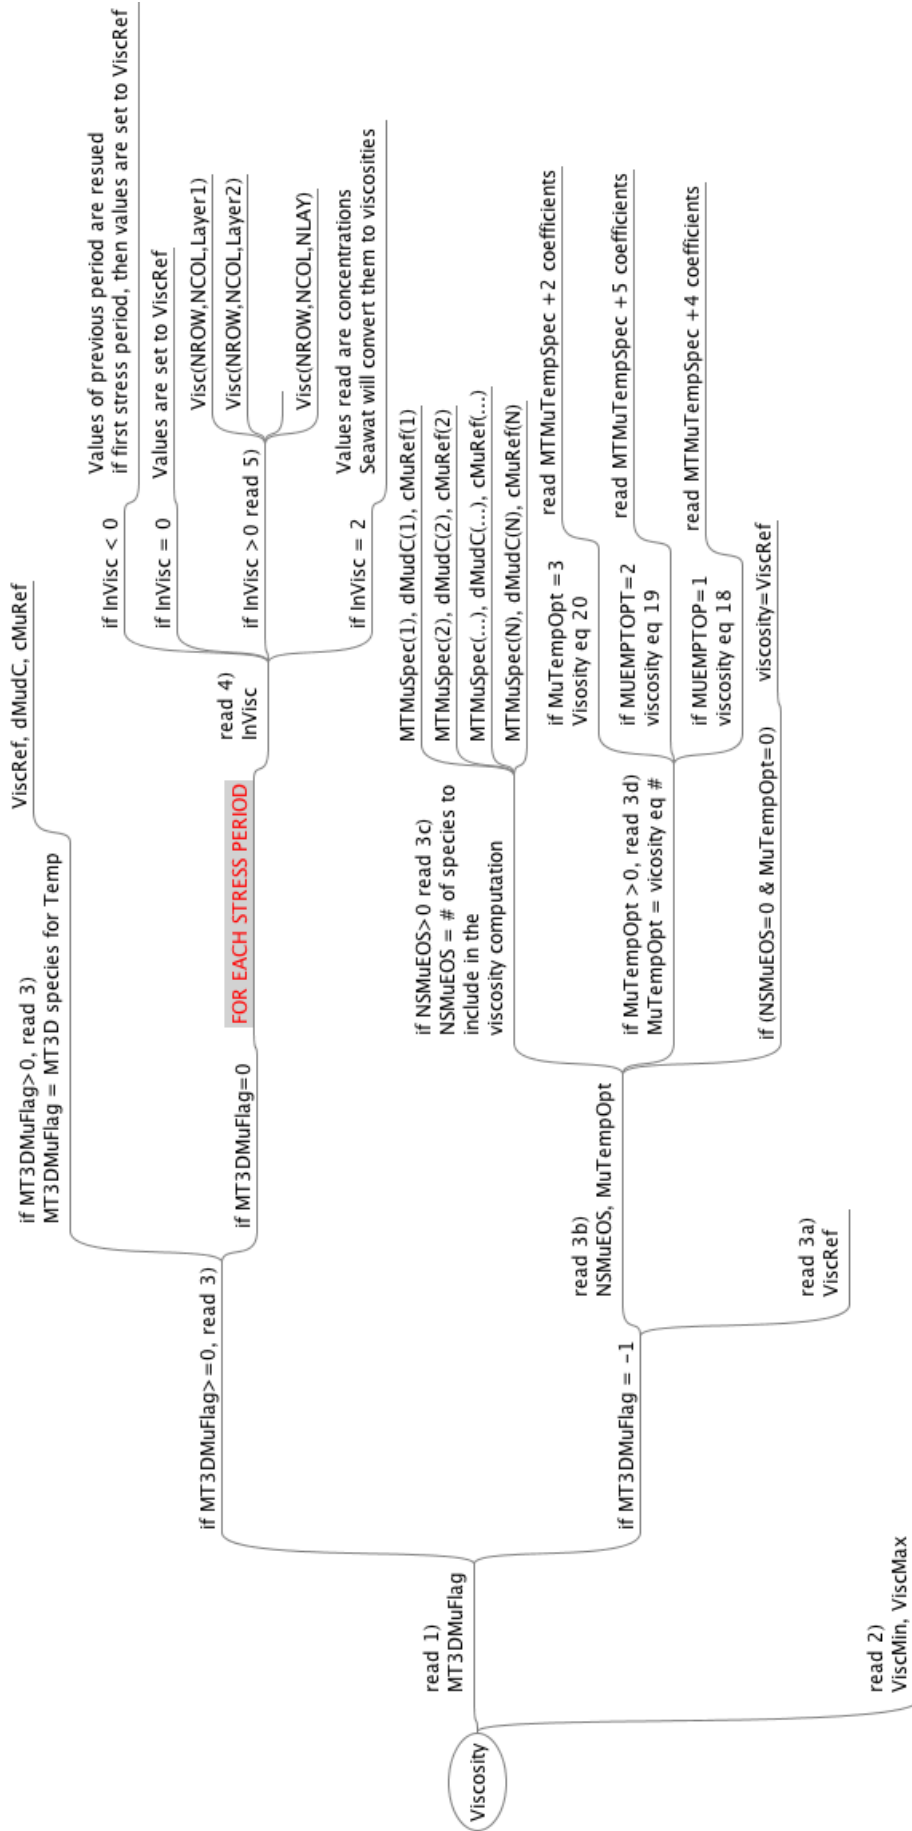 Viscosity
read 1)
MT3DMuFlag
if MT3DMuFlag>=0, read 3)
if MT3DMuFlag>0, read 3)
MT3DMuFlag = MT3D species for Temp
ViscRef, dMudC, cMuRef
if MT3DMuFlag=0
FOR EACH STRESS PERIOD
read 4)
InVisc
if InVisc < 0
Values of previous period are resued
if first stress period, then values are set to ViscRef
if InVisc = 0
Values are set to ViscRef
if InVisc >0 read 5)
Visc(NROW,NCOL,Layer1)
Visc(NROW,NCOL,Layer2)
Visc(NROW,NCOL,NLAY)
if InVisc = 2
Values read are concentrations
Seawat will convert them to viscosities
if MT3DMuFlag = -1
read 3b)
NSMuEOS, MuTempOpt
if NSMuEOS>0 read 3c)
NSMuEOS = # of species to
include in the
viscosity computation
MTMuSpec(1), dMudC(1), cMuRef(1)
MTMuSpec(2), dMudC(2), cMuRef(2)
MTMuSpec(...), dMudC(...), cMuRef(...)
MTMuSpec(N), dMudC(N), cMuRef(N)
if MuTempOpt >0, read 3d)
MuTempOpt = vicosity eq #
if MuTempOpt =3
Visosity eq 20
read MTMuTempSpec +2 coefficients
if MUEMPTOPT=2
viscosity eq 19
read MTMuTempSpec +5 coefficients
if MUEMPTOP=1
viscosity eq 18
read MTMuTempSpec +4 coefficients
if (NSMuEOS=0 & MuTempOpt=0)
viscosity=ViscRef
read 3a)
ViscRef
read 2)
ViscMin, ViscMax